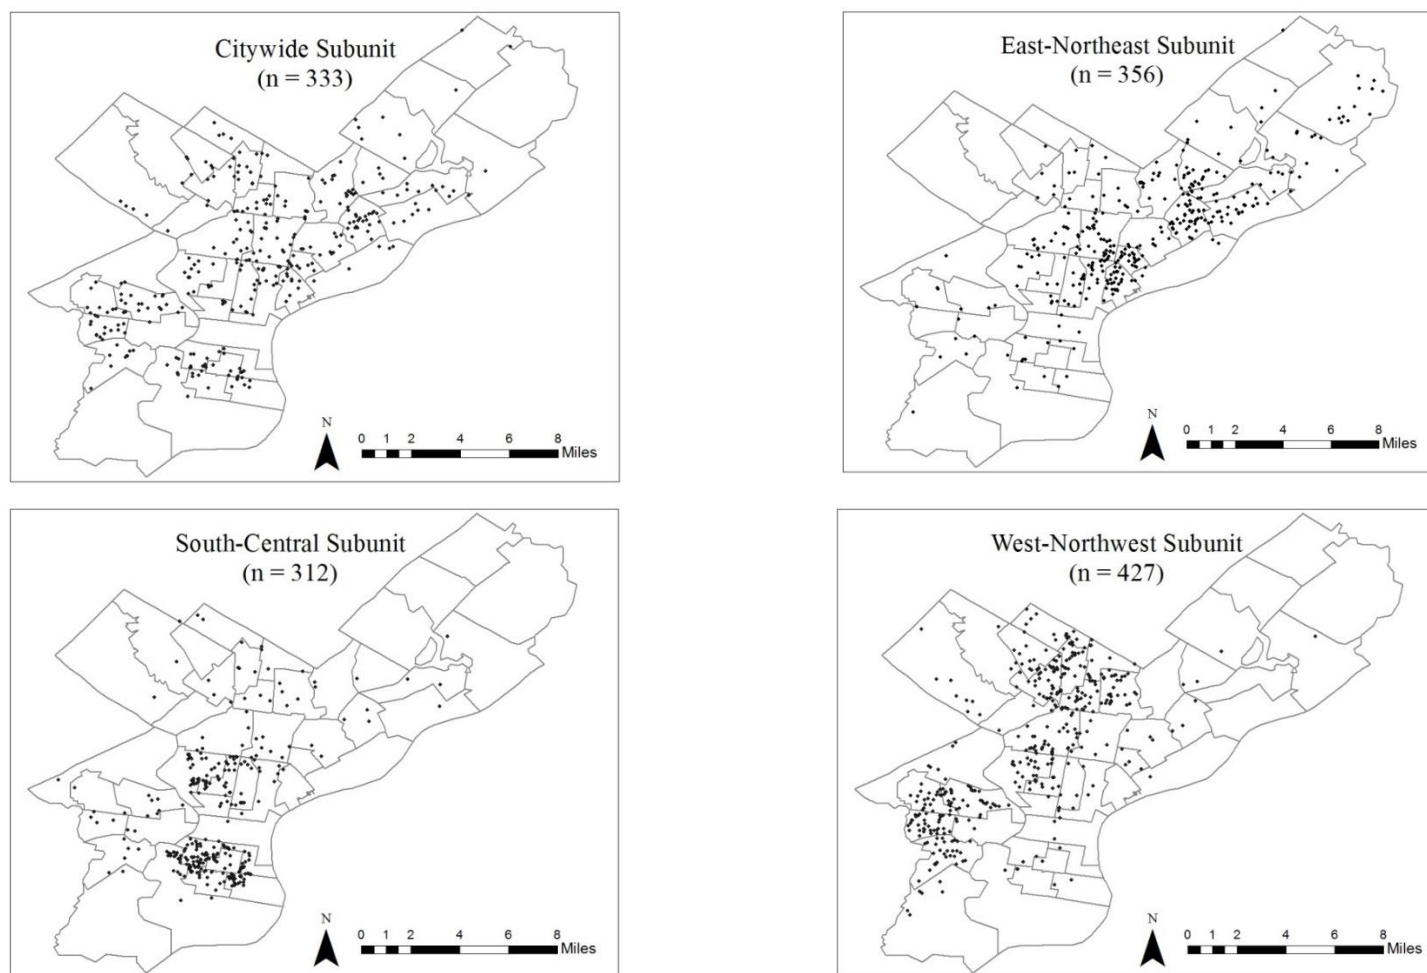 Citywide Subunit
(n = 333)
N
0 1 2 4 6 8
Miles
East-Northeast Subunit
(n = 356)
N
0 1 2 4 6 8
Miles
South-Central Subunit
(n = 312)
N
0 1 2 4 6 8
Miles
West-Northwest Subunit
(n = 427)
N
0 1 2 4 6 8
Miles